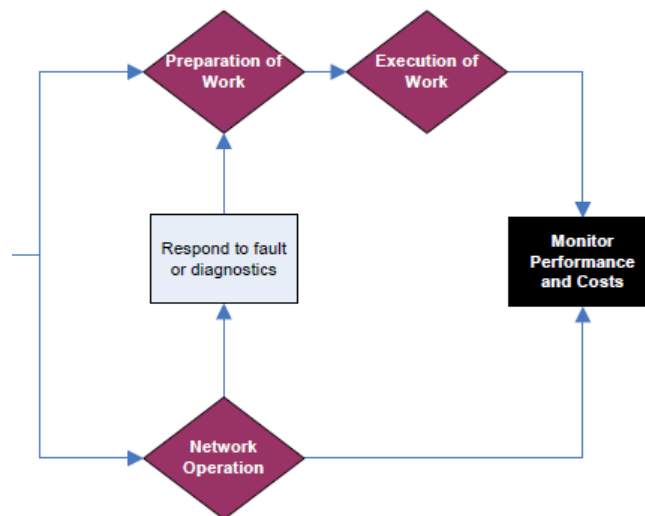 Preparation of
Work
Execution of
Work
Respond to fault
or diagnostics
Monitor
Performance
and Costs
Network
Operation